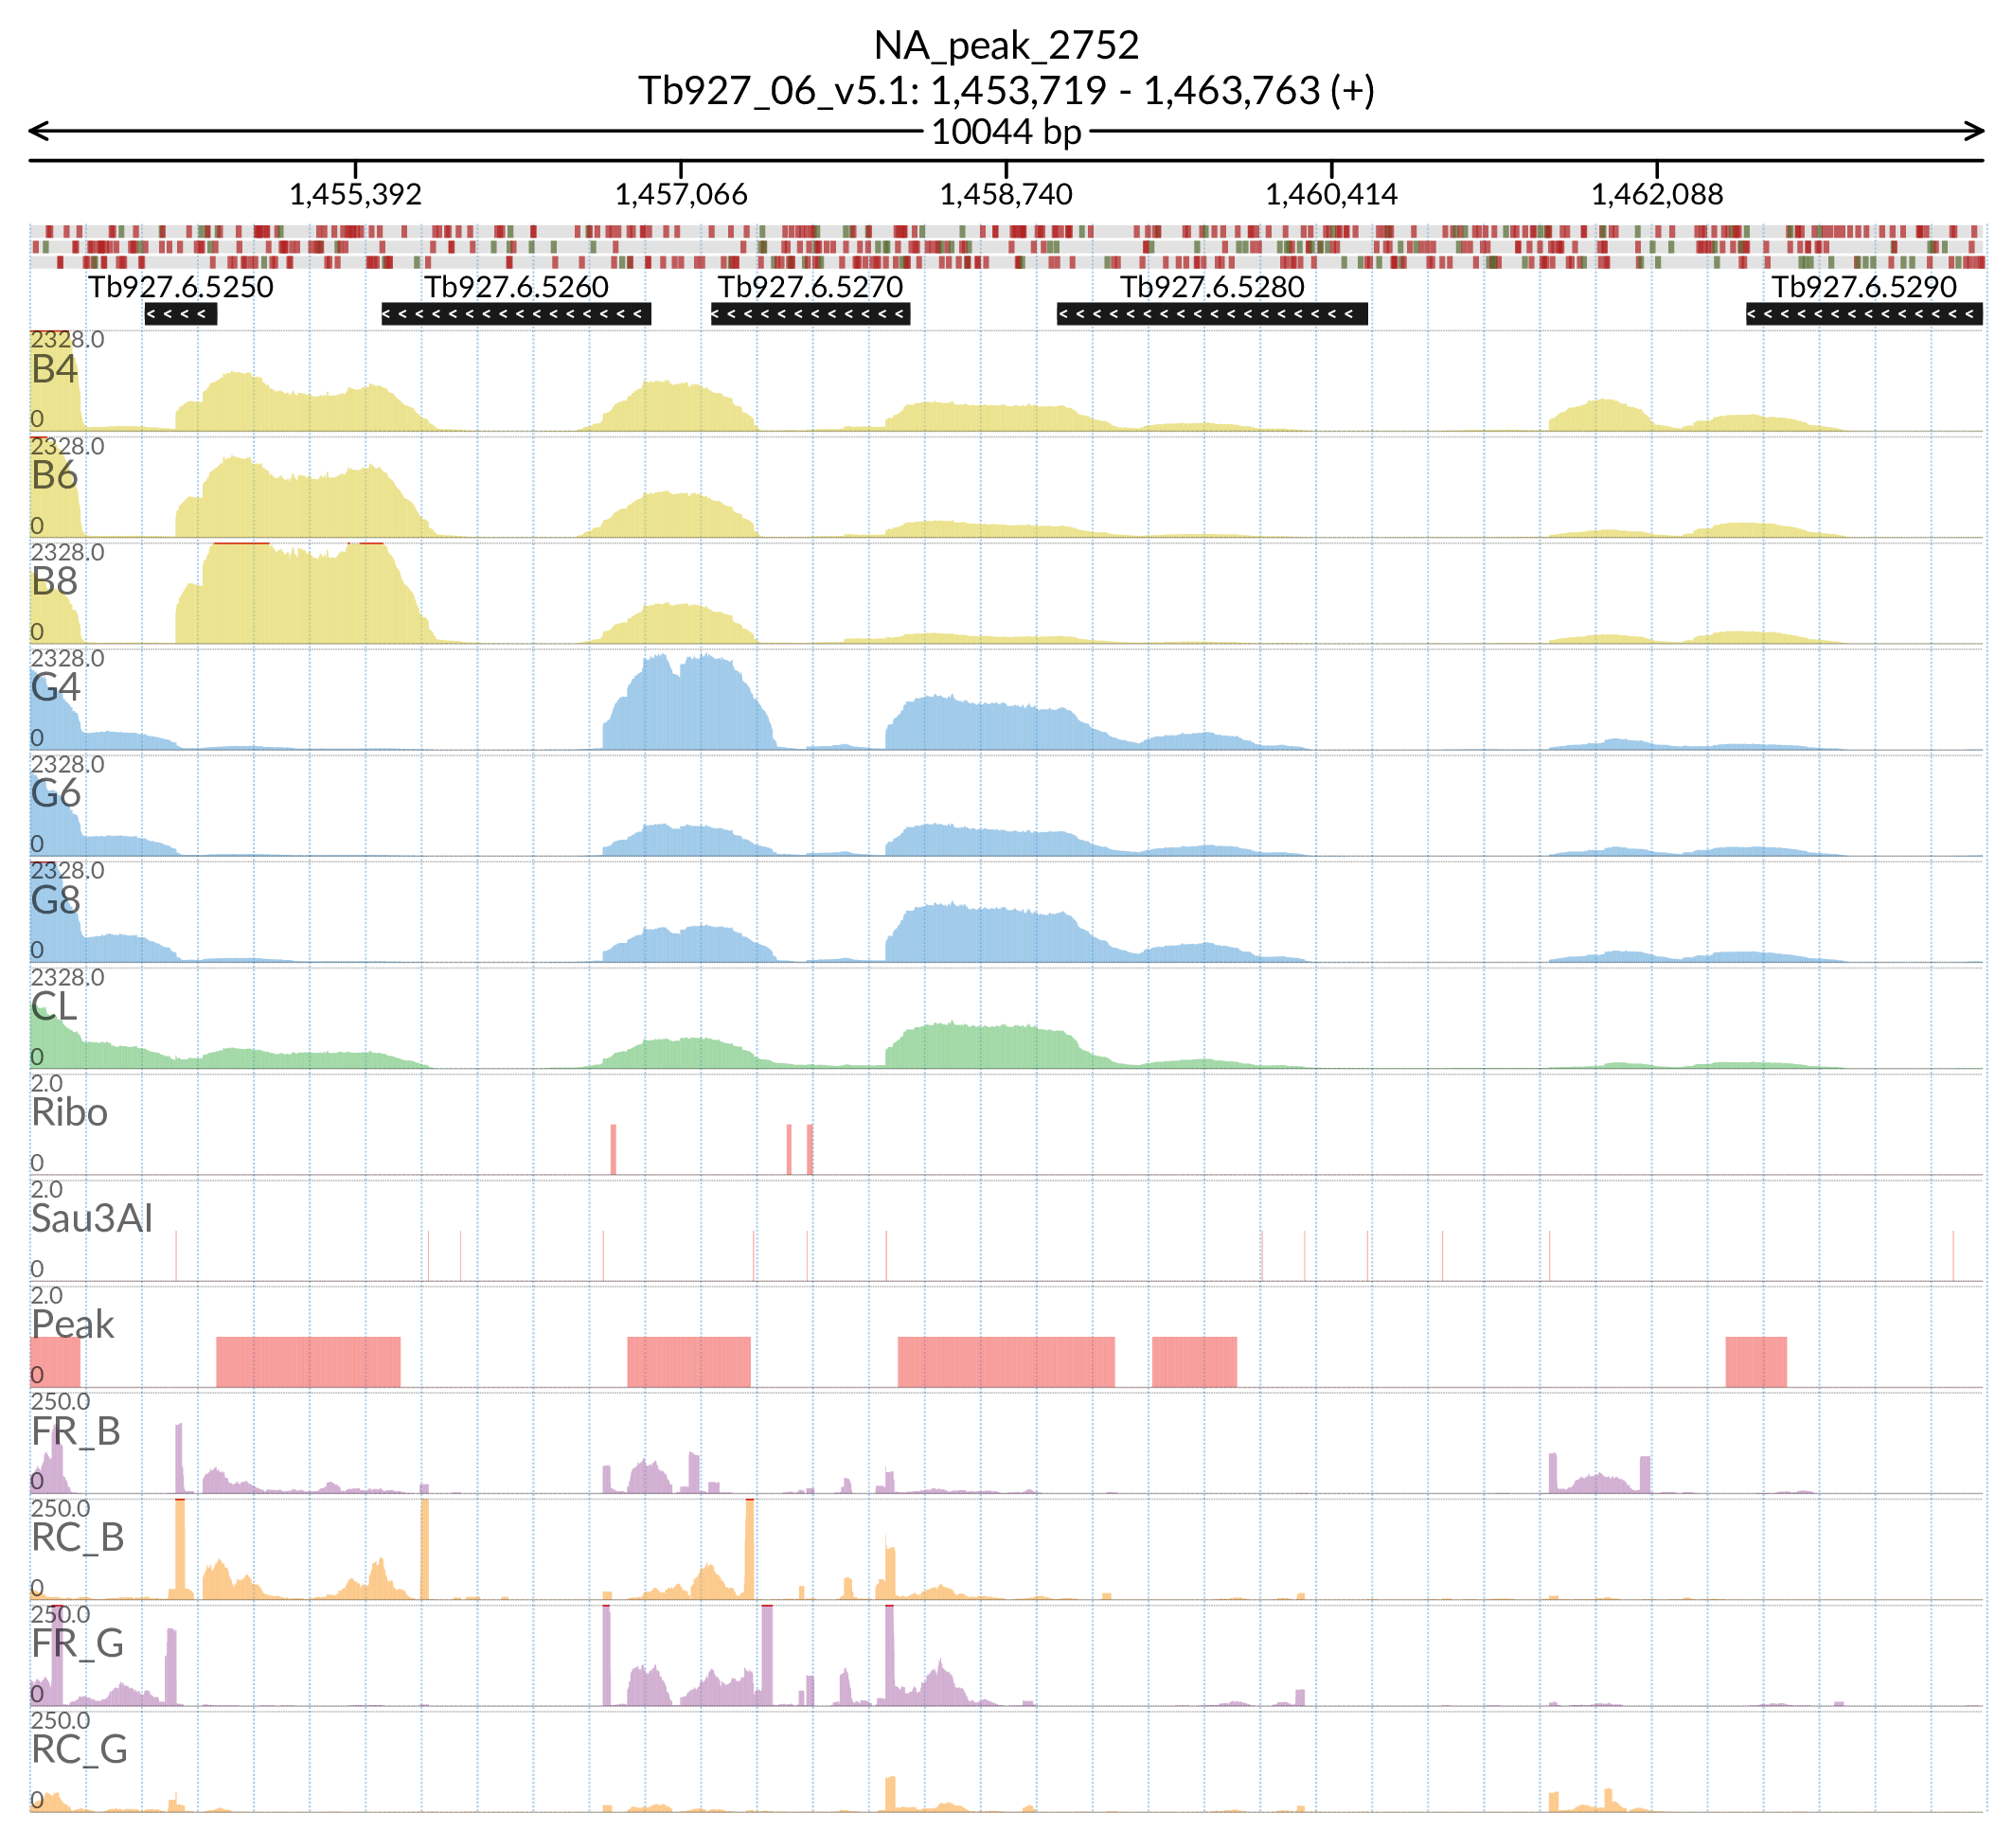 NA_peak_2752
Tb927_06_v5.1: 1,453,719 - 1,463,763 (+)
10044 bp
1,455,392 1,457,066 1,458,740 1,460,414 1,462,088
Tb927.6.5250 Tb927.6.5260 Tb927.6.5270 Tb927.6.5280 Tb927.6.5290
2328.0
B4
0
2328.0
B6
0
2328.0
B8
0
2328.0
G4
0
2328.0
G6
0
2328.0
G8
0
2328.0
CL
0
2.0
Ribo
0
2.0
Sau3AI
0
2.0
Peak
0
250.0
FR_B
0
250.0
RC_B
0
250.0
FR_G
0
250.0
RC_G
0